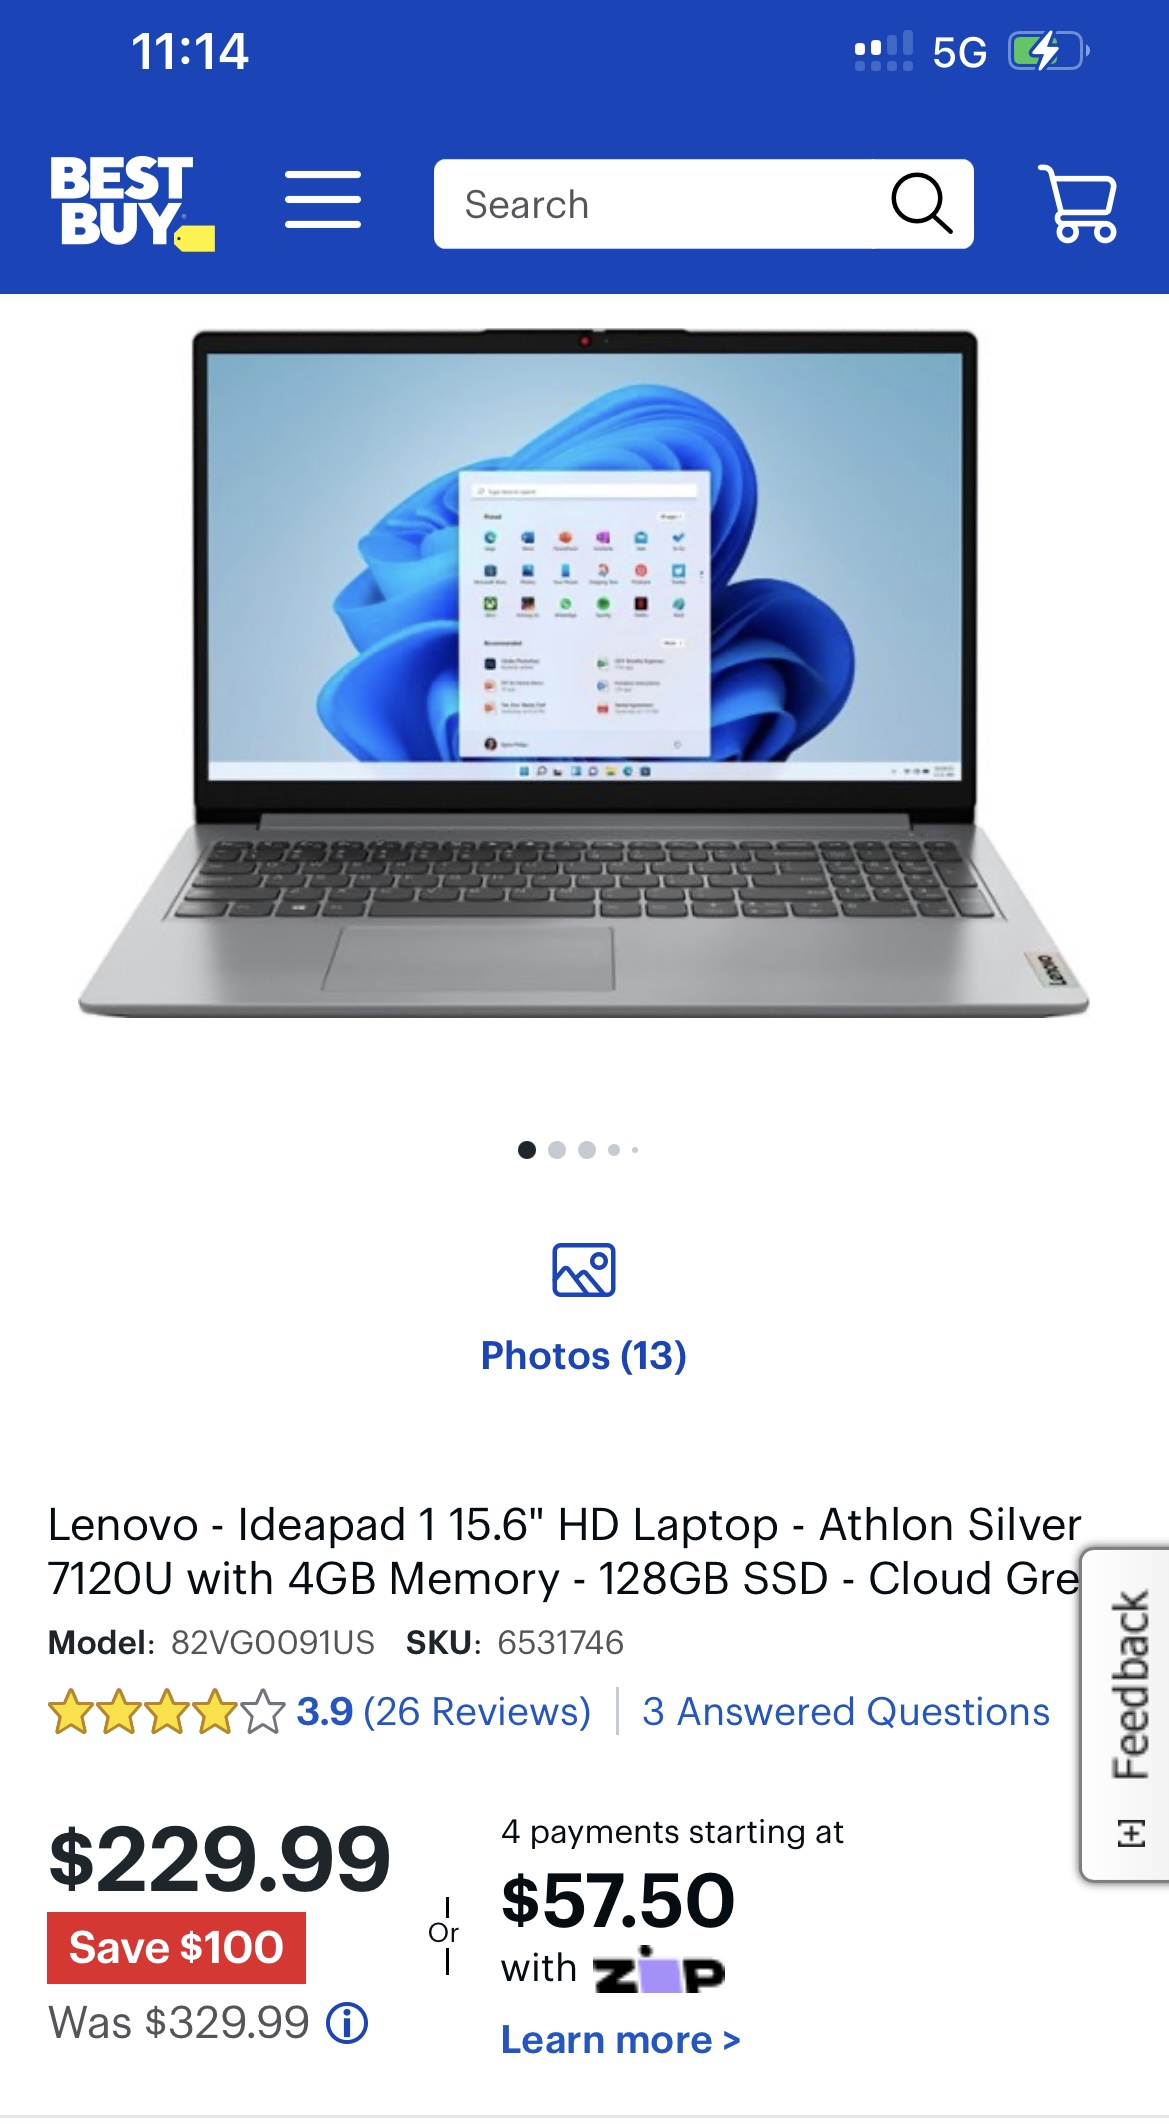 11:14
5G
BEST
BUY
Search
Lenovo
Photos (13)
Lenovo - Ideapad 1 15.6" HD Laptop - Athlon Silver
7120U with 4GB Memory - 128GB SSD - Cloud Gre
Model: 82VG0091US SKU: 6531746
3.9 (26 Reviews) | 3 Answered Questions
Feedback
[+]
$229.99
Save $100
Was $329.99
Or
4 payments starting at
$57.50
with zip
Learn more >